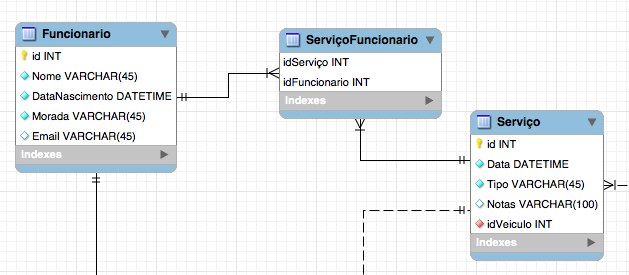 Funcionario
id INT
Nome VARCHAR(45)
DataNascimento DATETIME
Morada VARCHAR(45)
Email VARCHAR(45)
Indexes
ServiçoFuncionario
idServiço INT
idFuncionario INT
Indexes
Serviço
id INT
Data DATETIME
Tipo VARCHAR(45)
Notas VARCHAR(100)
idVeiculo INT
Indexes